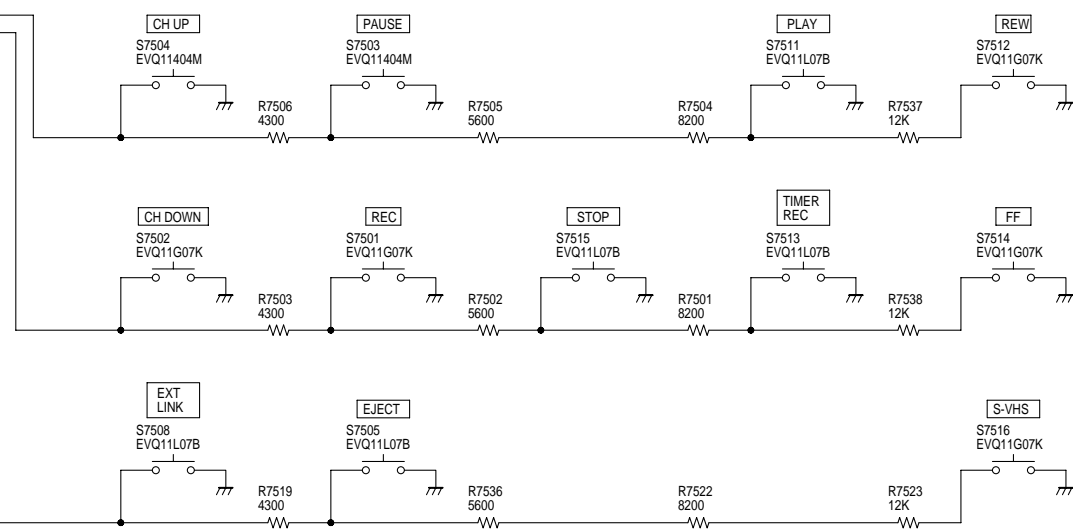 CH UP
PAUSE
PLAY
REW
S7504
EVQ11404M
S7503
EVQ11404M
S7511
EVQ11L07B
S7512
EVQ11G07K
R7506
4300
R7505
5600
R7504
8200
R7537
12K
CH DOWN
REC
STOP
TIMER
REC
FF
S7502
EVQ11G07K
S7501
EVQ11G07K
S7515
EVQ11L07B
S7513
EVQ11L07B
S7514
EVQ11G07K
R7503
4300
R7502
5600
R7501
8200
R7538
12K
EXT
LINK
EJECT
S-VHS
S7508
EVQ11L07B
S7505
EVQ11L07B
S7516
EVQ11G07K
R7519
4300
R7536
5600
R7522
8200
R7523
12K